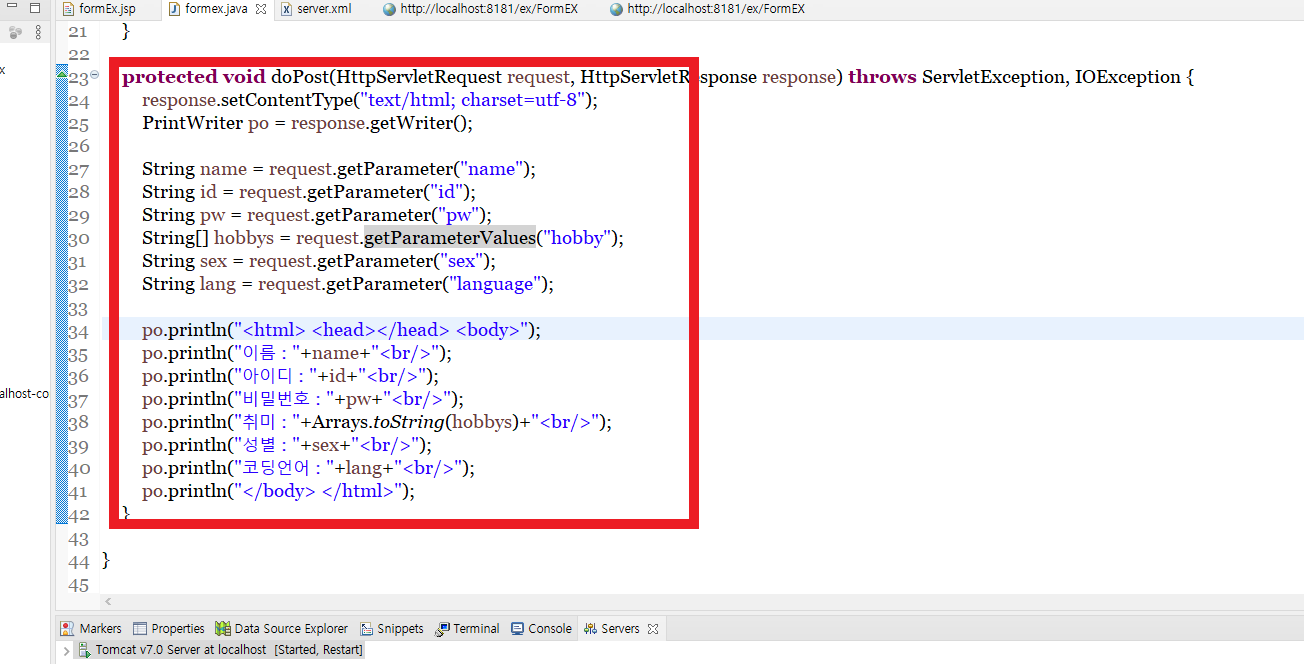 formEx.jsp formex.java server.xml http://localhost:8181/ex/FormEX http://localhost:8181/ex/FormEX
21 }
22
x
23 protected void doPost(HttpServletRequest request, HttpServletResponse response) throws ServletException, IOException {
24 response.setContentType("text/html; charset=utf-8");
25 PrintWriter po = response.getWriter();
26
27 String name = request.getParameter("name");
28 String id = request.getParameter("id");
29 String pw = request.getParameter("pw");
30 String[] hobbys = request.getParameterValues("hobby");
31 String sex = request.getParameter("sex");
32 String lang = request.getParameter("language");
33
34 po.println("<html> <head></head> <body>");
35 po.println("이름 : "+name+"<br/>");
36 po.println("아이디 : "+id+"<br/>");
37 po.println("비밀번호 : "+pw+"<br/>");
alhost-co
38 po.println("취미 : "+Arrays.toString(hobbys)+"<br/>");
39 po.println("성별 : "+sex+"<br/>");
40 po.println("코딩언어 : "+lang+"<br/>");
41 po.println("</body> </html>");
42 }
43
44 }
45
Markers Properties Data Source Explorer Snippets Terminal Console Servers
Tomcat v7.0 Server at localhost [Started, Restart]